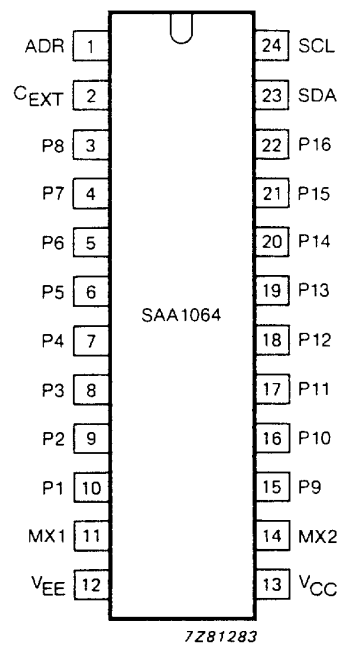 ADR 1 24 SCL
CEXT 2 23 SDA
P8 3 22 P16
P7 4 21 P15
P6 5 20 P14
P5 6 19 P13
SAA1064
P4 7 18 P12
P3 8 17 P11
P2 9 16 P10
P1 10 15 P9
MX1 11 14 MX2
VEE 12 13 VCC
7Z81283